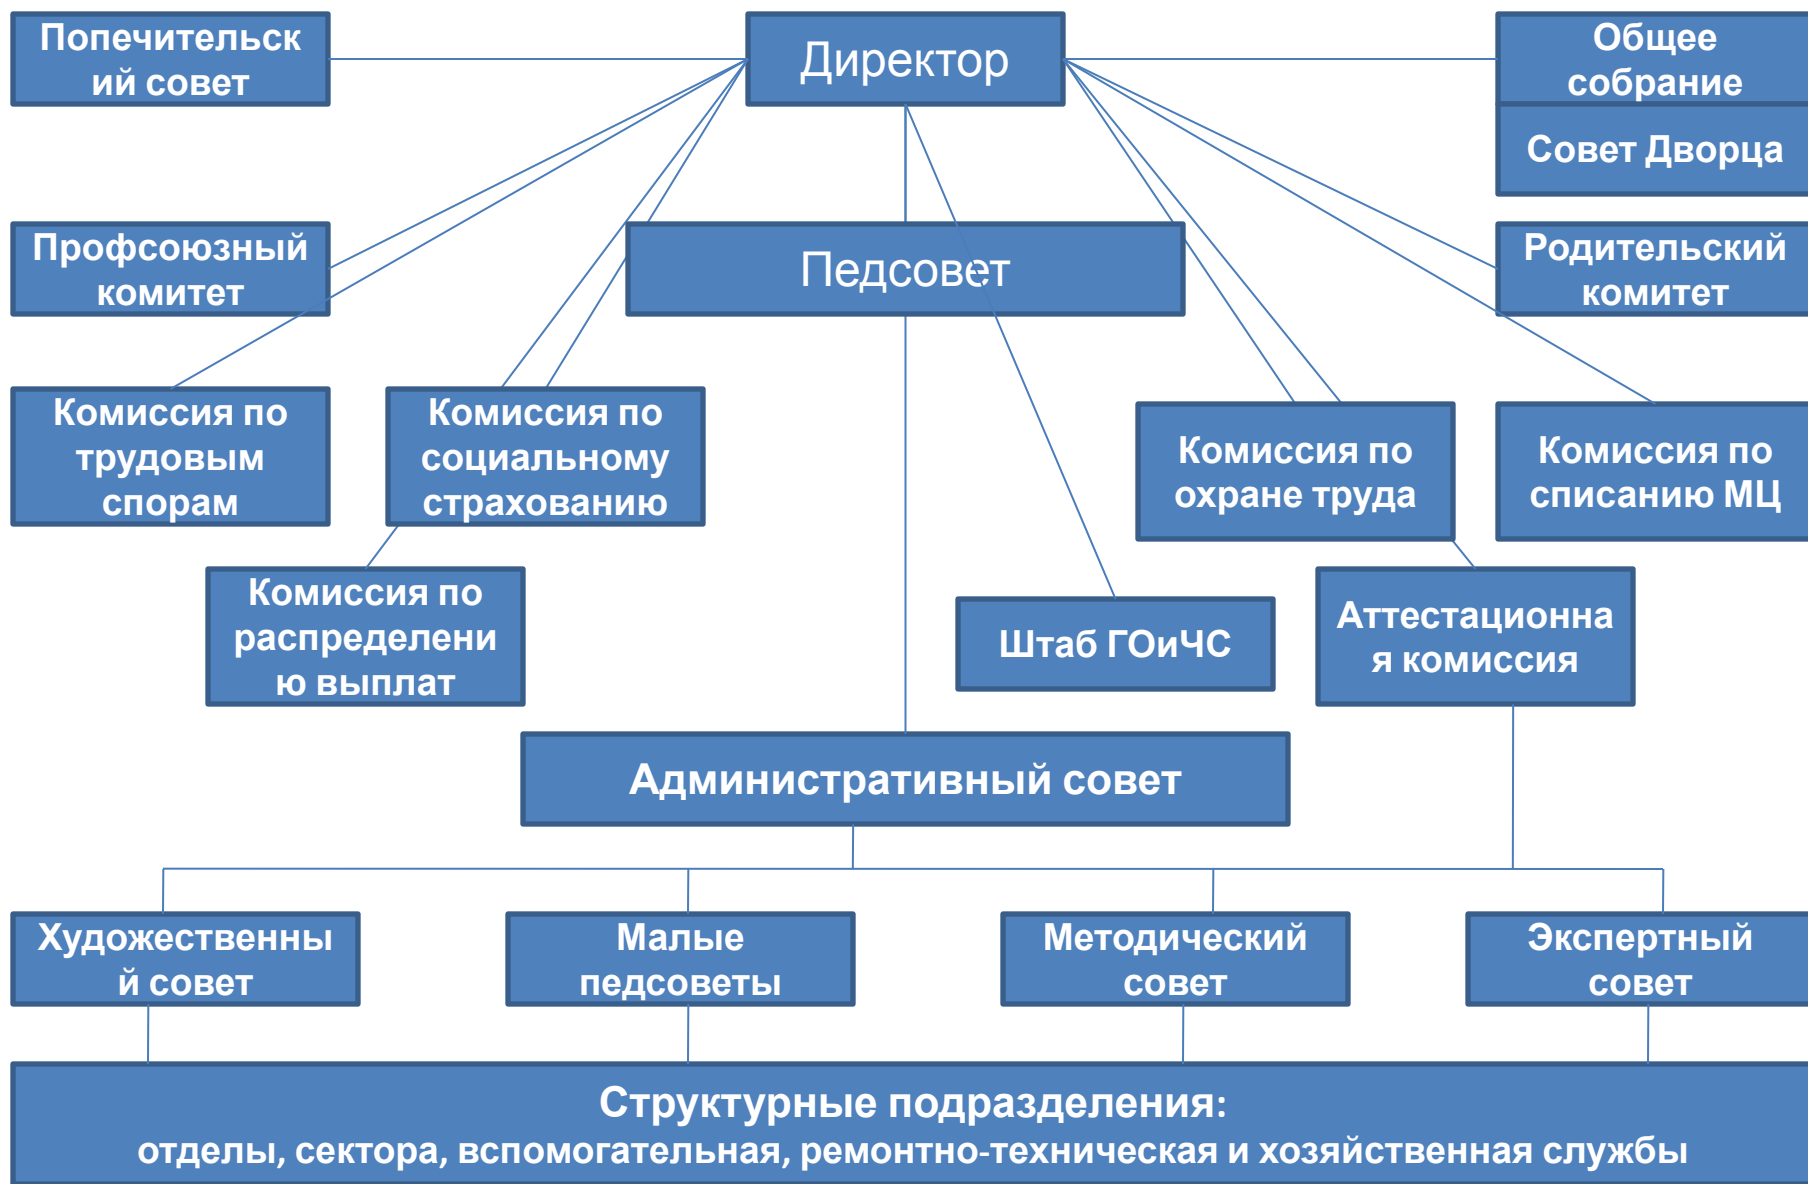 Попечительск
ий совет
Директор
Общее
собрание
Совет Дворца
Профсоюзный
комитет
Педсовет
Родительский
комитет
Комиссия по
трудовым
спорам
Комиссия по
социальному
страхованию
Комиссия по
охране труда
Комиссия по
списанию МЦ
Комиссия по
распределени
ю выплат
Штаб ГОиЧС
Аттестационна
я комиссия
Административный совет
Художественны
й совет
Малые
педсоветы
Методический
совет
Экспертный
совет
Структурные подразделения:
отделы, сектора, вспомогательная, ремонтно-техническая и хозяйственная службы